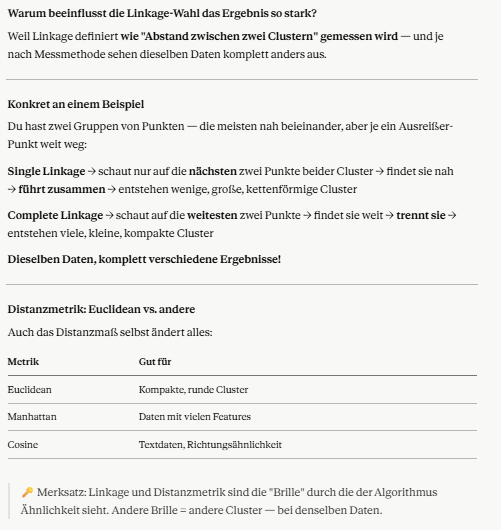 Warum beeinflusst die Linkage-Wahl das Ergebnis so stark?
Weil Linkage definiert wie "Abstand zwischen zwei Clustern" gemessen wird — und je
nach Messmethode sehen dieselben Daten komplett anders aus.
Konkret an einem Beispiel
Du hast zwei Gruppen von Punkten — die meisten nah beieinander, aber je ein Ausreißer-
Punkt weit weg:
Single Linkage → schaut nur auf die nächsten zwei Punkte beider Cluster → findet sie nah
→ führt zusammen → entstehen wenige, große, kettenförmige Cluster
Complete Linkage → schaut auf die weitesten zwei Punkte → findet sie weit → trennt sie →
entstehen viele, kleine, kompakte Cluster
Dieselben Daten, komplett verschiedene Ergebnisse!
Distanzmetrik: Euclidean vs. andere
Auch das Distanzmaß selbst ändert alles:
Metrik Gut für
Euclidean Kompakte, runde Cluster
Manhattan Daten mit vielen Features
Cosine Textdaten, Richtungsähnlichkeit
🔑 Merksatz: Linkage und Distanzmetrik sind die "Brille" durch die der Algorithmus
Ähnlichkeit sieht. Andere Brille = andere Cluster — bei denselben Daten.